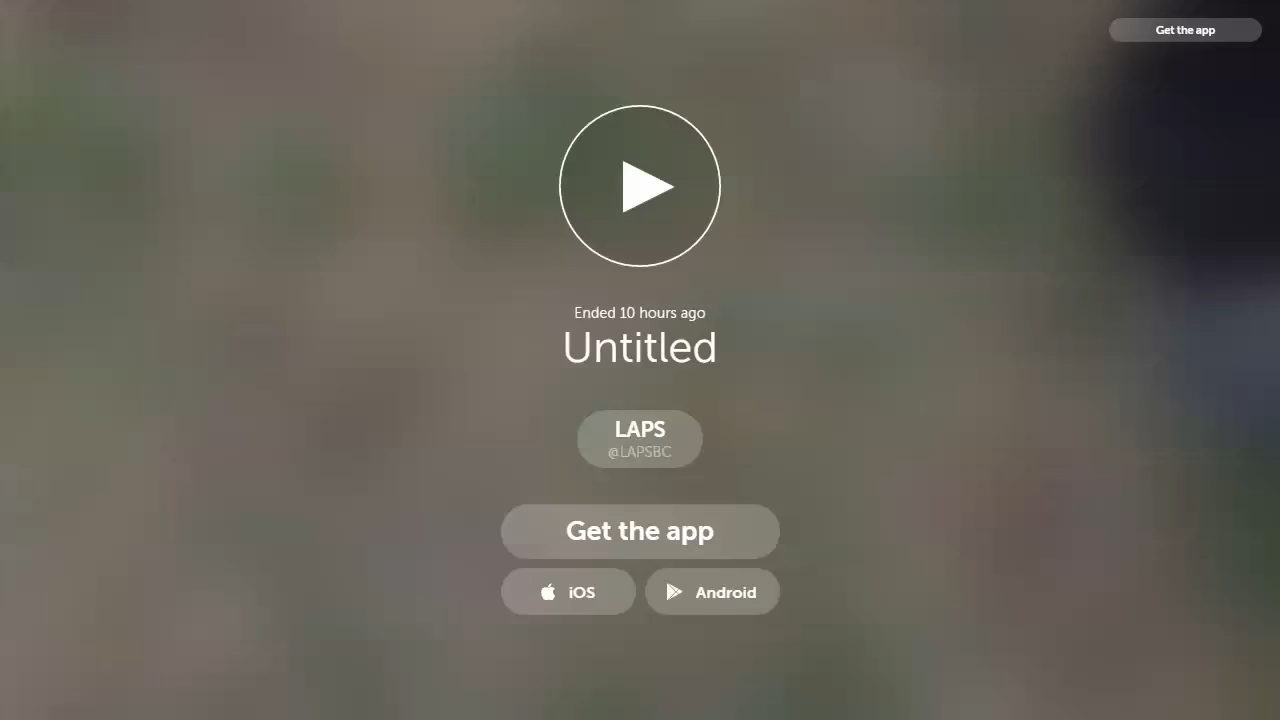 Get the app
Ended 10 hours ago
Untitled
LAPS
@LAPSBC
Get the app
iOS
Android